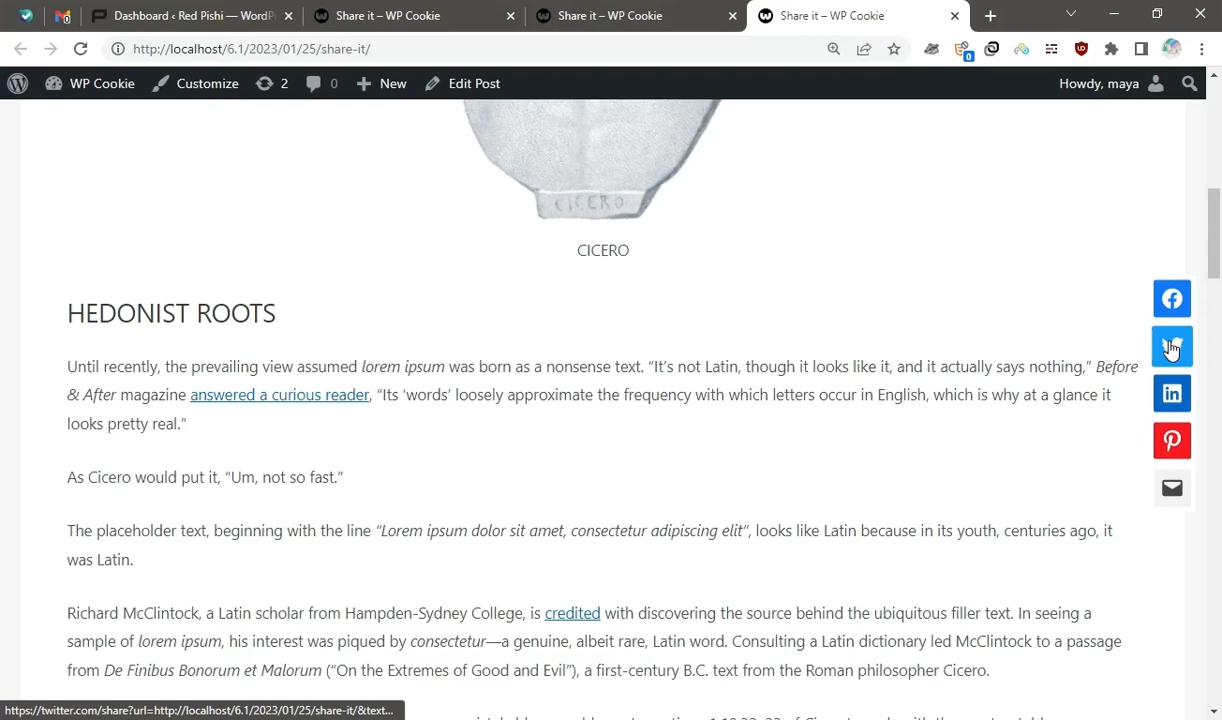 Dashboard ‹ Red Pishi — WordP
Share it – WP Cookie
Share it – WP Cookie
Share it – WP Cookie
http://localhost/6.1/2023/01/25/share-it/
0
WP Cookie
Customize
2
0
New
Edit Post
Howdy, maya
CICERO
CICERO
HEDONIST ROOTS
Until recently, the prevailing view assumed lorem ipsum was born as a nonsense text. “It’s not Latin, though it looks like it, and it actually says nothing,” Before
& After magazine answered a curious reader, “Its ‘words’ loosely approximate the frequency with which letters occur in English, which is why at a glance it
looks pretty real.”
As Cicero would put it, “Um, not so fast.”
The placeholder text, beginning with the line “Lorem ipsum dolor sit amet, consectetur adipiscing elit”, looks like Latin because in its youth, centuries ago, it
was Latin.
Richard McClintock, a Latin scholar from Hampden-Sydney College, is credited with discovering the source behind the ubiquitous filler text. In seeing a
sample of lorem ipsum, his interest was piqued by consectetur—a genuine, albeit rare, Latin word. Consulting a Latin dictionary led McClintock to a passage
from De Finibus Bonorum et Malorum (“On the Extremes of Good and Evil”), a first-century B.C. text from the Roman philosopher Cicero.
https://twitter.com/share?url=http://localhost/6.1/2023/01/25/share-it/&text...